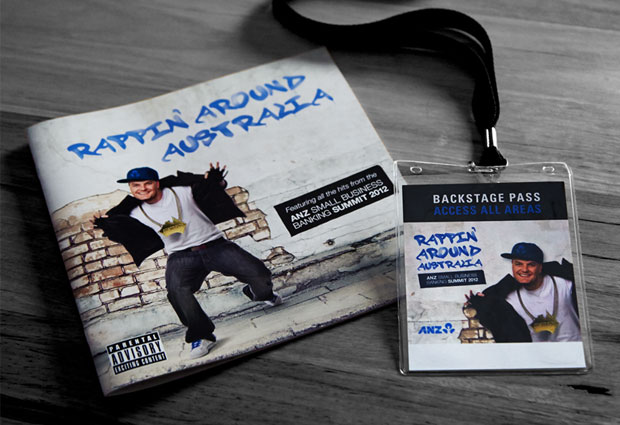 RAPPIN' AROUND
AUSTRALIA
Featuring all the hits from the
ANZ SMALL BUSINESS
BANKING SUMMIT 2012
PARENTAL
ADVISORY
EXCITING CONTENT
BACKSTAGE PASS
ACCESS ALL AREAS
RAPPIN'
AROUND
AUSTRALIA
ANZ SMALL BUSINESS
BANKING SUMMIT 2012
ANZ